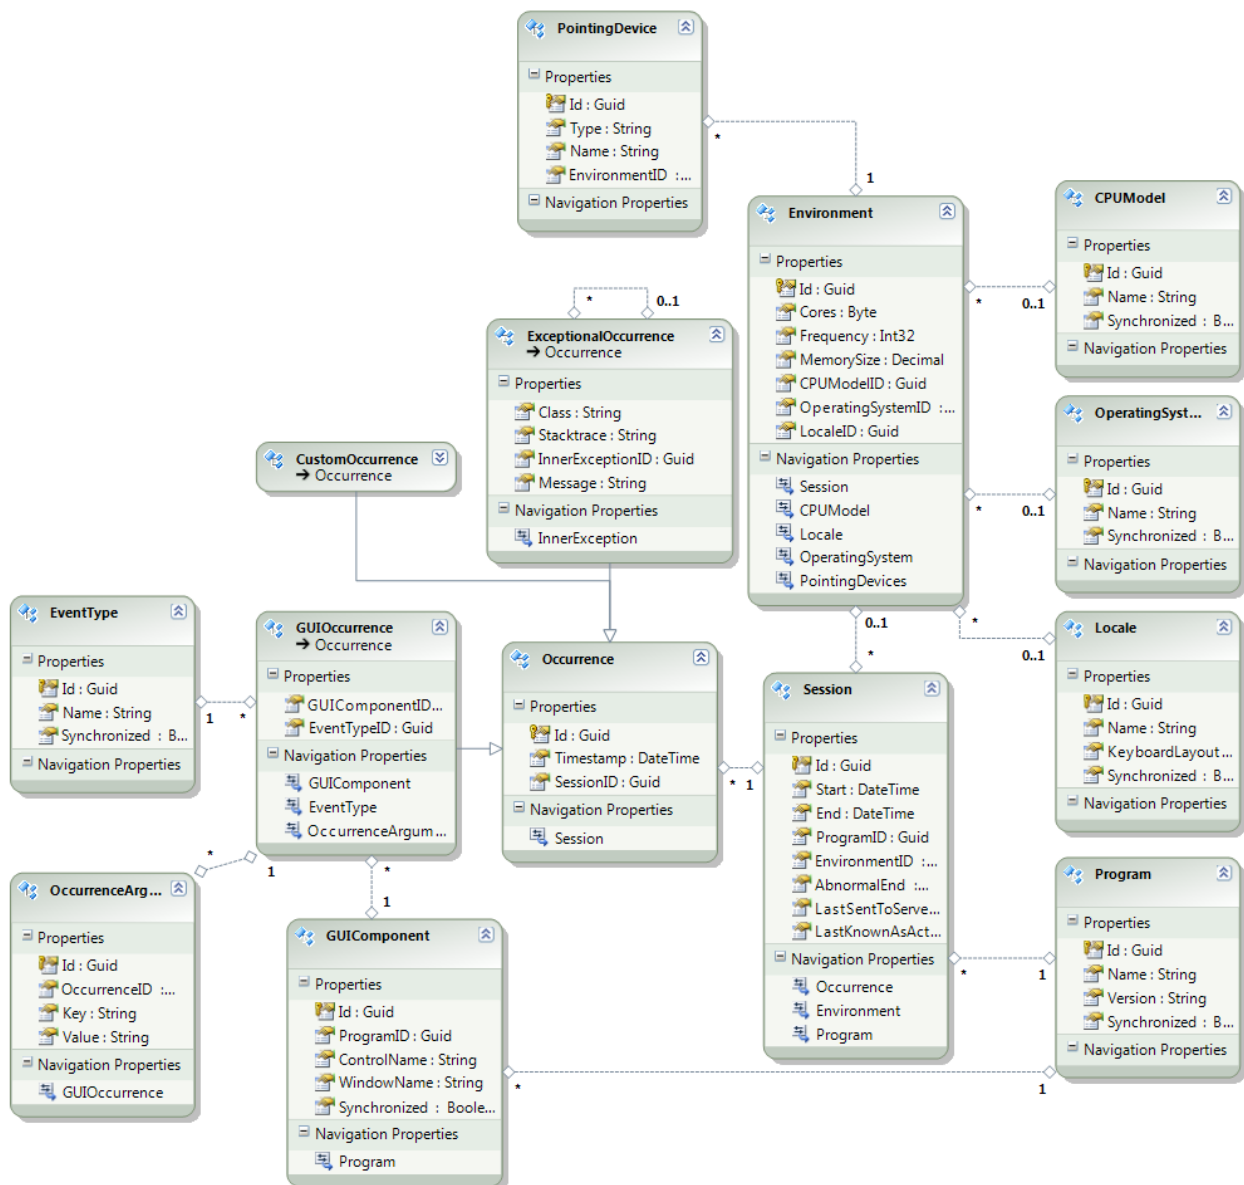 PointingDevice
Properties
Id : Guid
Type : String
Name : String
EnvironmentID :...
Navigation Properties
*
1
Environment
Properties
Id : Guid
Cores : Byte
Frequency : Int32
MemorySize : Decimal
CPUModelID : Guid
OperatingSystemID :...
LocaleID : Guid
Navigation Properties
Session
CPUModel
Locale
OperatingSystem
PointingDevices
*
0..1
CPUModel
Properties
Id : Guid
Name : String
Synchronized : B...
Navigation Properties
*
0..1
OperatingSyst...
Properties
Id : Guid
Name : String
Synchronized : B...
Navigation Properties
*
0..1
Locale
Properties
Id : Guid
Name : String
KeyboardLayout...
Synchronized : B...
Navigation Properties
*
0..1
ExceptionalOccurrence
→ Occurrence
Properties
Class : String
Stacktrace : String
InnerExceptionID : Guid
Message : String
Navigation Properties
InnerException
CustomOccurrence
→ Occurrence
EventType
Properties
Id : Guid
Name : String
Synchronized : B...
Navigation Properties
1
*
GUIOccurrence
→ Occurrence
Properties
GUIComponentID...
EventTypeID : Guid
Navigation Properties
GUIComponent
EventType
OccurrenceArgum...
Occurrence
Properties
Id : Guid
Timestamp : DateTime
SessionID : Guid
Navigation Properties
Session
*
1
0..1
*
Session
Properties
Id : Guid
Start : DateTime
End : DateTime
ProgramID : Guid
EnvironmentID :...
AbnormalEnd :...
LastSentToServe...
LastKnownAsAct...
Navigation Properties
Occurrence
Environment
Program
*
1
Program
Properties
Id : Guid
Name : String
Version : String
Synchronized : B...
Navigation Properties
*
1
OccurrenceArg...
Properties
Id : Guid
OccurrenceID :...
Key : String
Value : String
Navigation Properties
GUIOccurrence
*
1
GUIComponent
Properties
Id : Guid
ProgramID : Guid
ControlName : String
WindowName : String
Synchronized : Boole...
Navigation Properties
Program
*
1